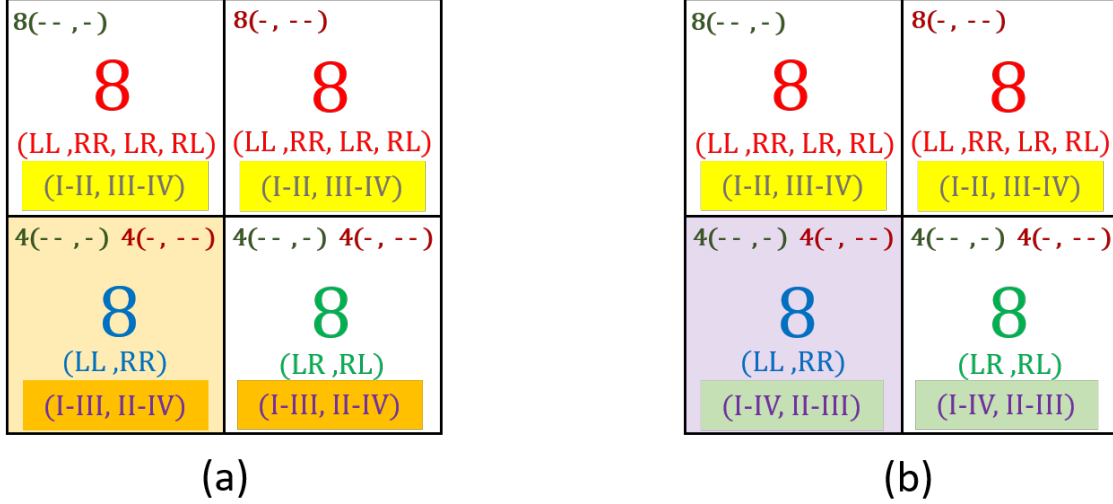 8(-- ,-)
8
(LL ,RR, LR, RL)
(I-II, III-IV)
8(-, --)
8
(LL ,RR, LR, RL)
(I-II, III-IV)
4(-- ,-) 4(-, --)
8
(LL ,RR)
(I-III, II-IV)
4(-- ,-) 4(-, --)
8
(LR ,RL)
(I-III, II-IV)
(a)
8(-- ,-)
8
(LL ,RR, LR, RL)
(I-II, III-IV)
8(-, --)
8
(LL ,RR, LR, RL)
(I-II, III-IV)
4(-- ,-) 4(-, --)
8
(LL ,RR)
(I-IV, II-III)
4(-- ,-) 4(-, --)
8
(LR ,RL)
(I-IV, II-III)
(b)